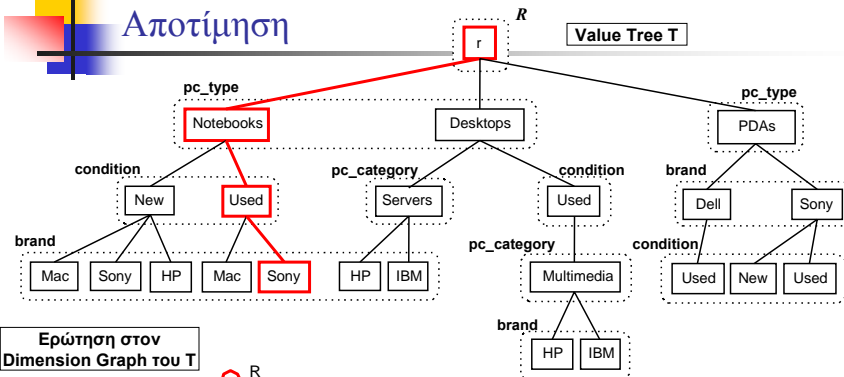 Αποτίμηση
R
Value Tree T
r
pc_type
pc_type
Notebooks
Desktops
PDAs
condition
pc_category
condition
brand
New
Used
Servers
Used
Dell
Sony
brand
pc_category
condition
Mac
Sony
HP
Mac
Sony
HP
IBM
Multimedia
Used
New
Used
brand
HP
IBM
Ερώτηση στον
Dimension Graph του T
R